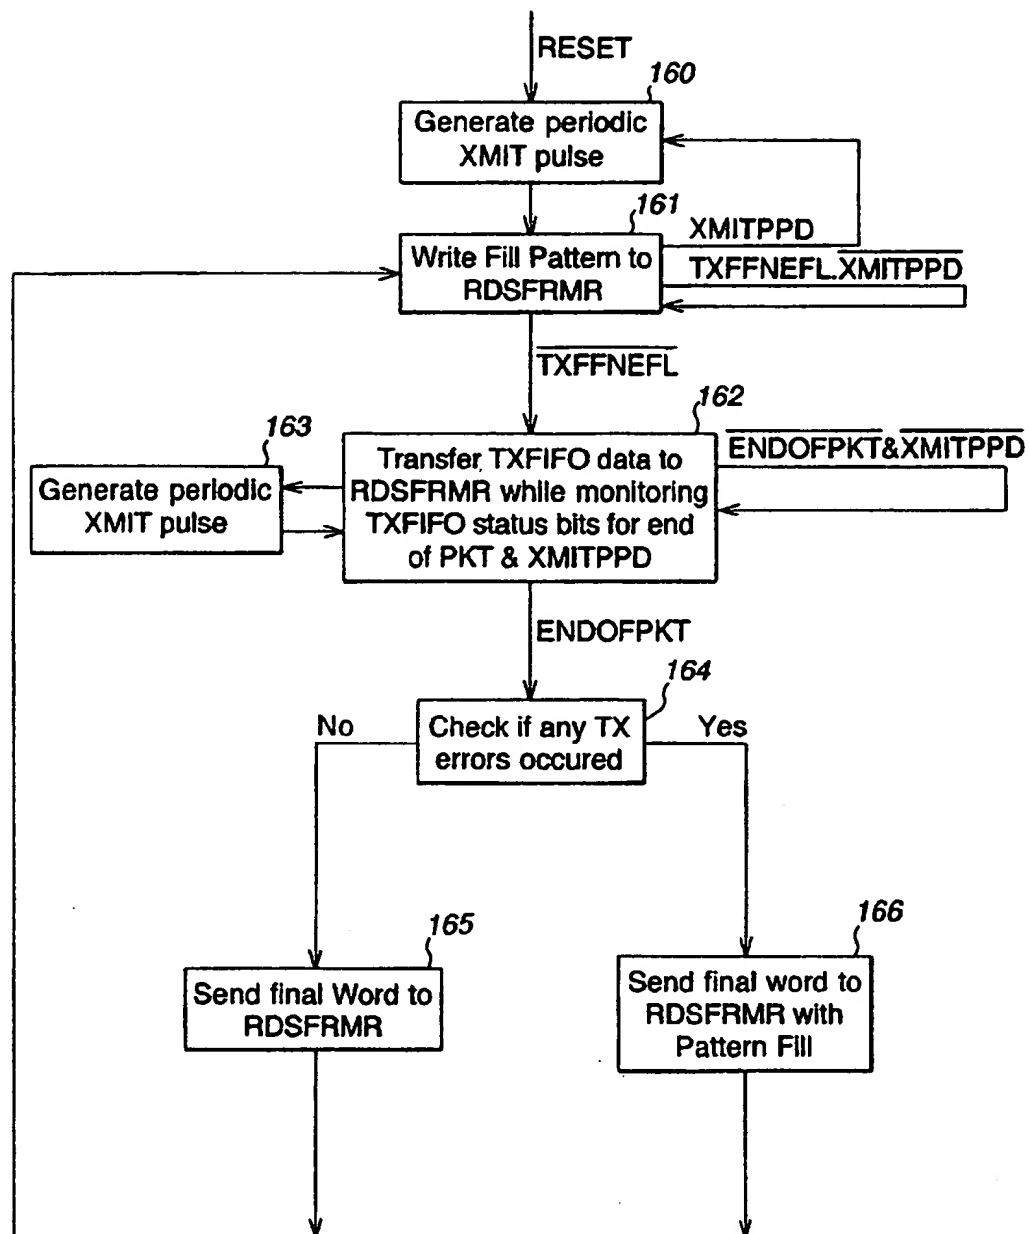 RESET
160
Generate periodic
XMIT pulse
161
XMITPPD
Write Fill Pattern to
RDSFRMR
TXFFNEFL.XMITPPD
TXFFNEFL
162
163
ENDOFPKT&XMITPPD
Transfer TXFIFO data to
RDSFRMR while monitoring
TXFIFO status bits for end
of PKT & XMITPPD
Generate periodic
XMIT pulse
ENDOFPKT
164
No
Check if any TX
errors occured
Yes
165
Send final Word to
RDSFRMR
166
Send final word to
RDSFRMR with
Pattern Fill